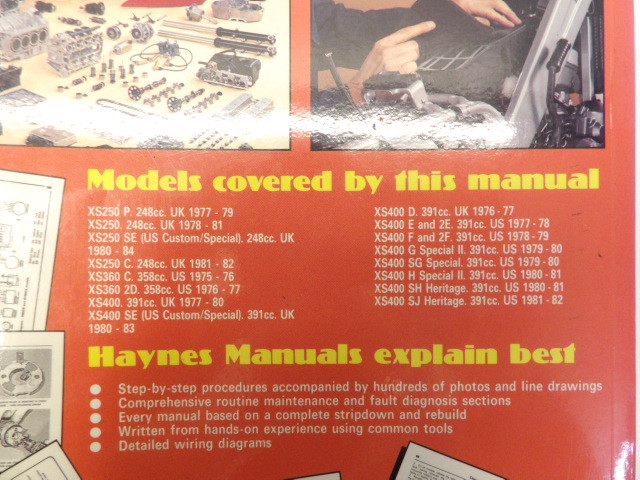 Models covered by this manual
XS250 P. 248cc. UK 1977 - 79
XS250. 248cc. UK 1978 - 81
XS250 SE (US Custom/Special). 248cc. UK
1980 - 84
XS250 C. 248cc. UK 1981 - 82
XS360 C. 358cc. US 1975 - 76
XS360 2D. 358cc. US 1976 - 77
XS400. 391cc. UK 1977 - 80
XS400 SE (US Custom/Special). 391cc. UK
1980 - 83
XS400 D. 391cc. UK 1976 - 77
XS400 E and 2E. 391cc. US 1977 - 78
XS400 F and 2F. 391cc. US 1978 - 79
XS400 G Special II. 391cc. US 1979 - 80
XS400 SG Special. 391cc. US 1979 - 80
XS400 H Special II. 391cc. US 1980 - 81
XS400 SH Heritage. 391cc. US 1980 - 81
XS400 SJ Heritage. 391cc. US 1981 - 82
Haynes Manuals explain best
Step-by-step procedures accompanied by hundreds of photos and line drawings
Comprehensive routine maintenance and fault diagnosis sections
Every manual based on a complete stripdown and rebuild
Written from hands-on experience using common tools
Detailed wiring diagrams